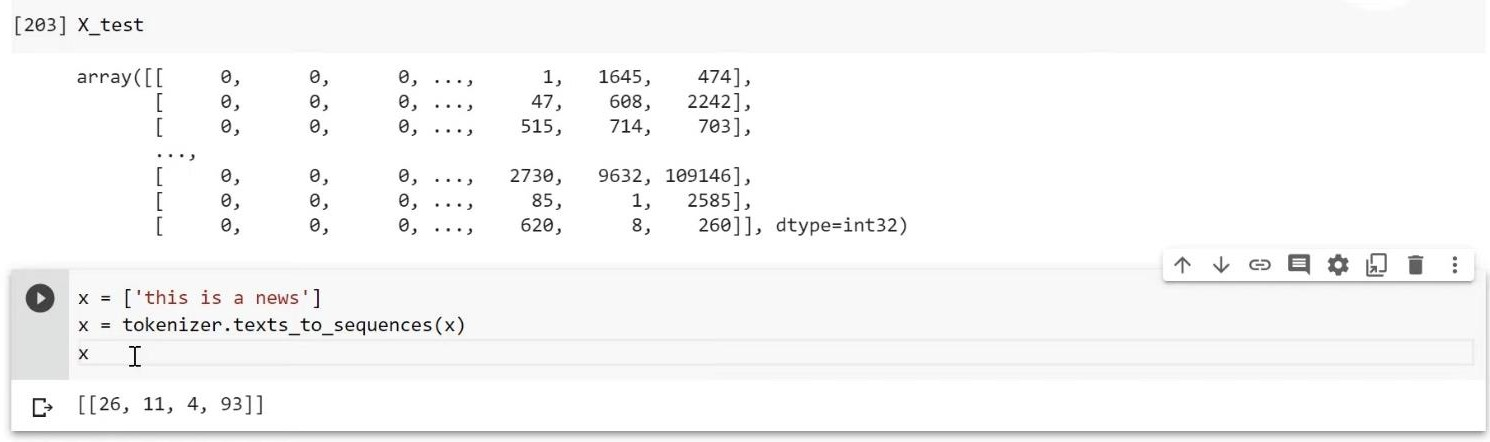 [203] X_test
array([[ 0, 0, 0, ..., 1, 1645, 474],
[ 0, 0, 0, ..., 47, 608, 2242],
[ 0, 0, 0, ..., 515, 714, 703],
...,
[ 0, 0, 0, ..., 2730, 9632, 109146],
[ 0, 0, 0, ..., 85, 1, 2585],
[ 0, 0, 0, ..., 620, 8, 260]], dtype=int32)
x = ['this is a news']
x = tokenizer.texts_to_sequences(x)
x
[[26, 11, 4, 93]]